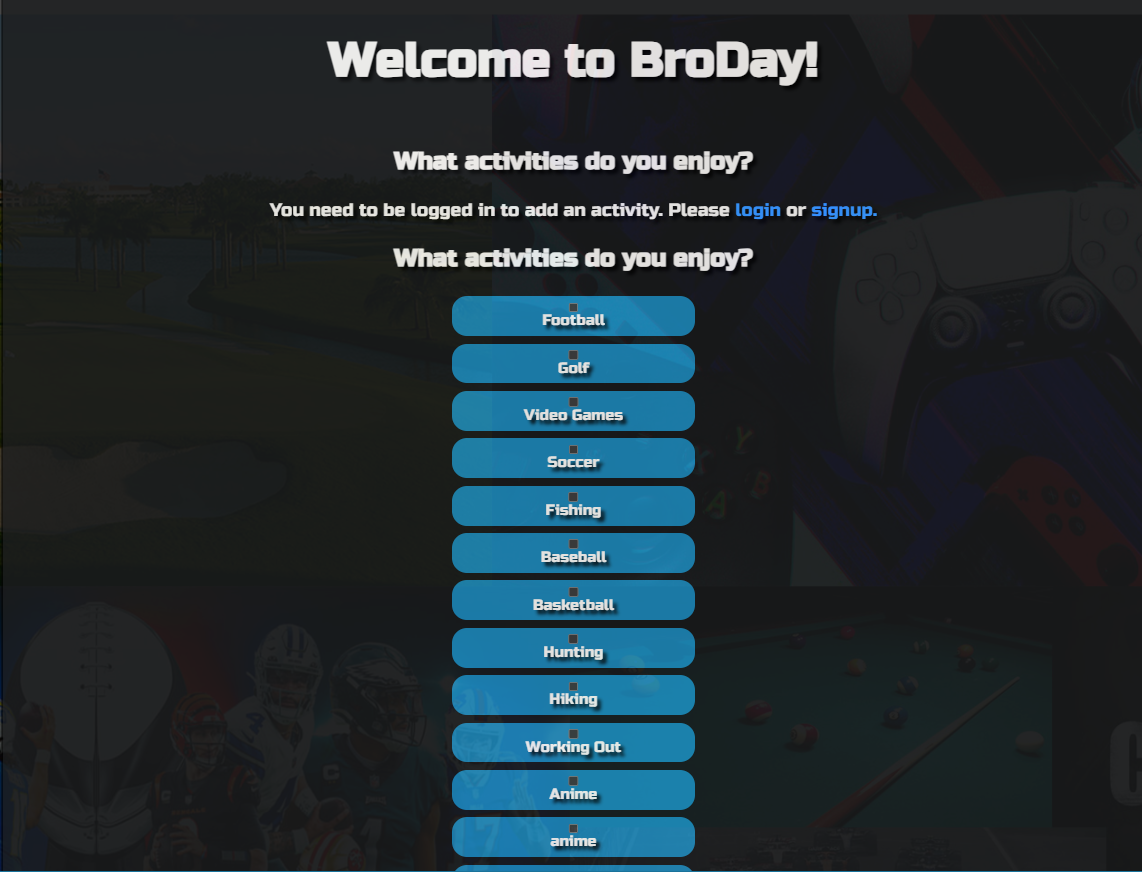 Welcome to BroDay!
What activities do you enjoy?
You need to be logged in to add an activity. Please login or signup.
What activities do you enjoy?
Football
Golf
Video Games
Soccer
Y
B
A
Fishing
Baseball
Basketball
Hunting
Hiking
4
Working Out
C
Anime
anime